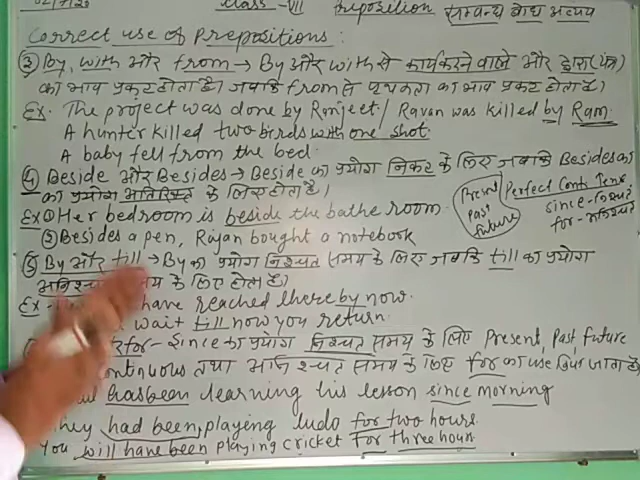 Class - VII Preposition सम्बन्ध बोध अव्यय
Correct use of Prepositions :
③ By, with और from → By और with से कार्य करने वाले और द्वारा (यंत्र)
का भाव प्रकट होता है। जबकि from से पृथकता का भाव प्रकट होता है।
Ex. The project was done by Ranjeet / Ravan was killed by Ram.
A hunter killed two birds with one shot.
A baby fell from the bed.
④ Beside और Besides → Beside का प्रयोग निकट के लिए जबकि Besides का
का प्रयोग अतिरिक्त के लिए होता है।
Ex ① Her bedroom is beside the bathe room.
② Besides a pen, Rajan bought a notebook
Present Past future
Perfect Cont. Tense
since - निश्चित
for - अनिश्चित
⑤ By और till → By का प्रयोग निश्चित समय के लिए जबकि till का प्रयोग
अनिश्चित समय के लिए होता है।
Ex - have reached there by now.
wait till now you return.
for - Since का प्रयोग निश्चित समय के लिए Present, Past future
continuous तथा अनिश्चित समय के लिए for का use किया जाता है
has been learning his lesson since morning
They had been playeng ludo for two hours.
You will have been playing cricket for three hours